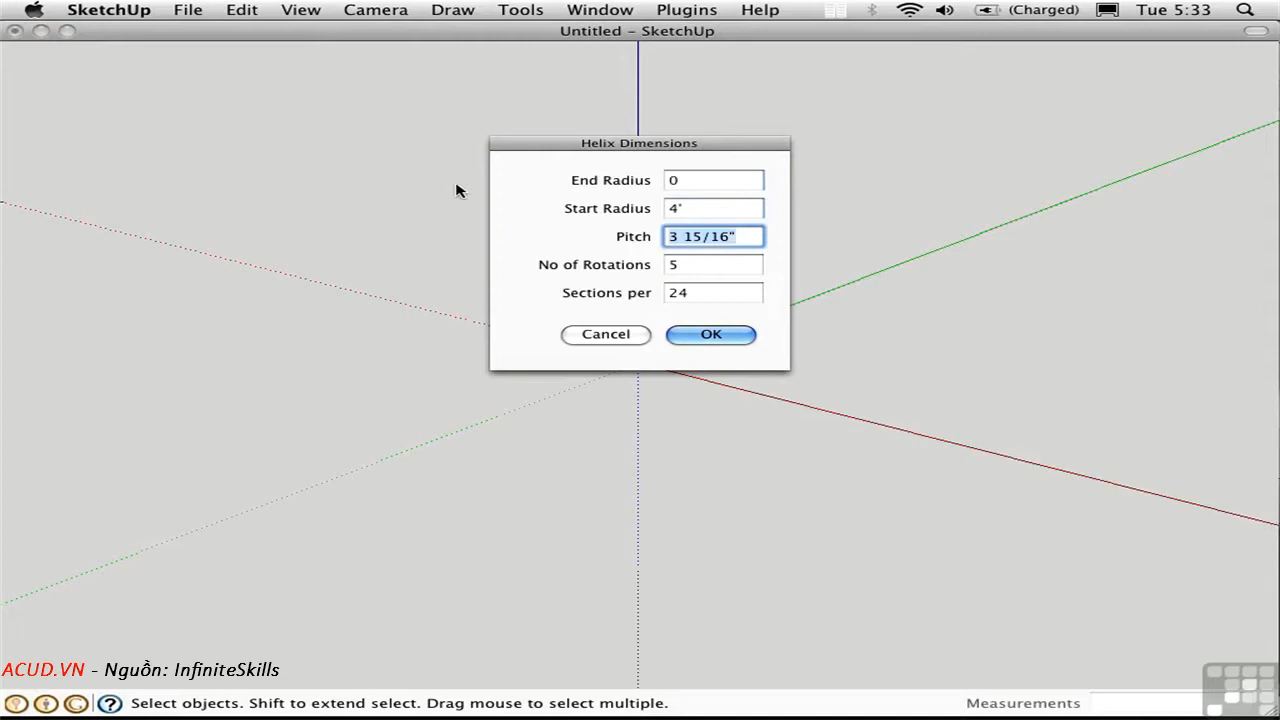 SketchUp File Edit View Camera Draw Tools Window Plugins Help (Charged) Tue 5:33
Untitled – SketchUp
Helix Dimensions
End Radius 0
Start Radius 4'
Pitch 3 15/16"
No of Rotations 5
Sections per 24
Cancel OK
ACUD.VN - Nguồn: InfiniteSkills
Select objects. Shift to extend select. Drag mouse to select multiple. Measurements